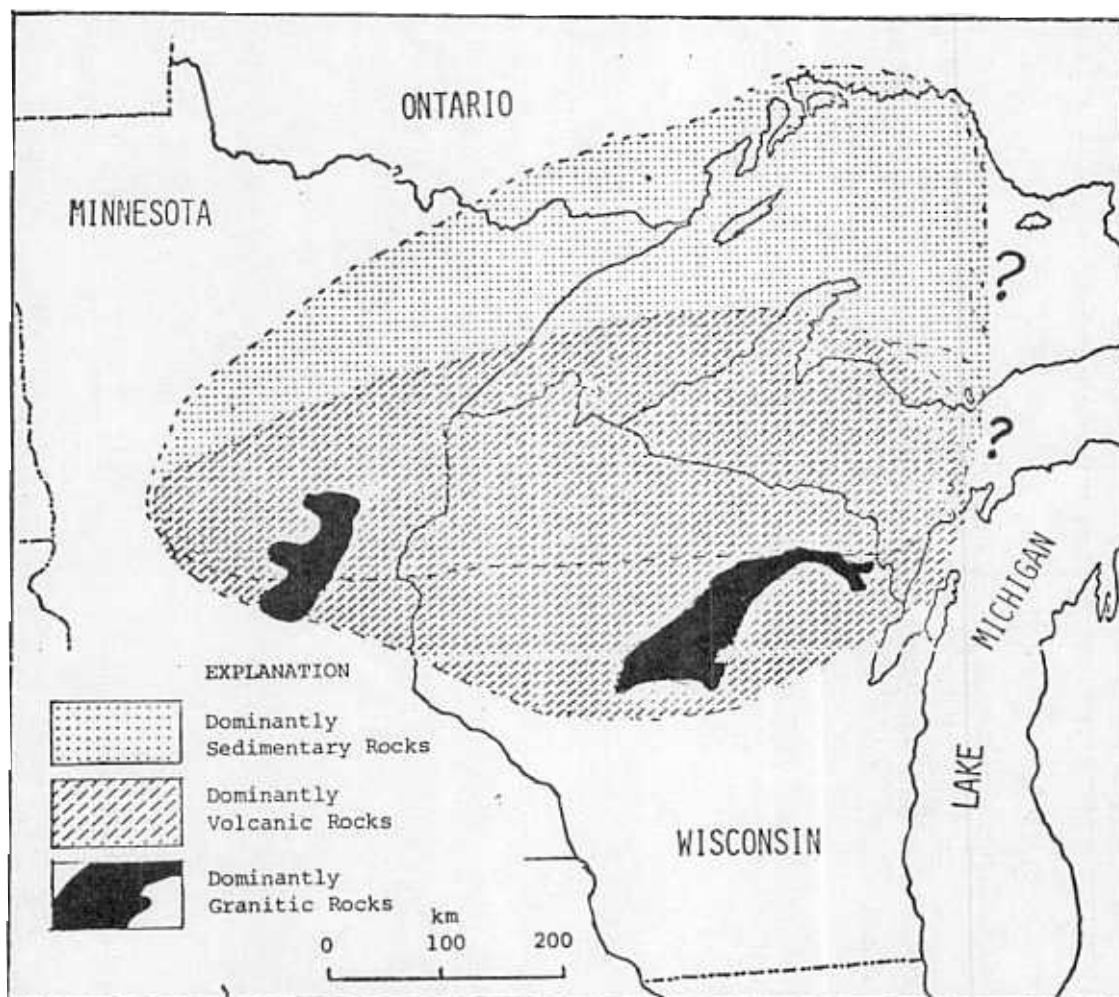 ONTARIO
MINNESOTA
?
?
MICHIGAN
LAKE
WISCONSIN
EXPLANATION
Dominantly
Sedimentary Rocks
Dominantly
Volcanic Rocks
Dominantly
Granitic Rocks
km
0 100 200